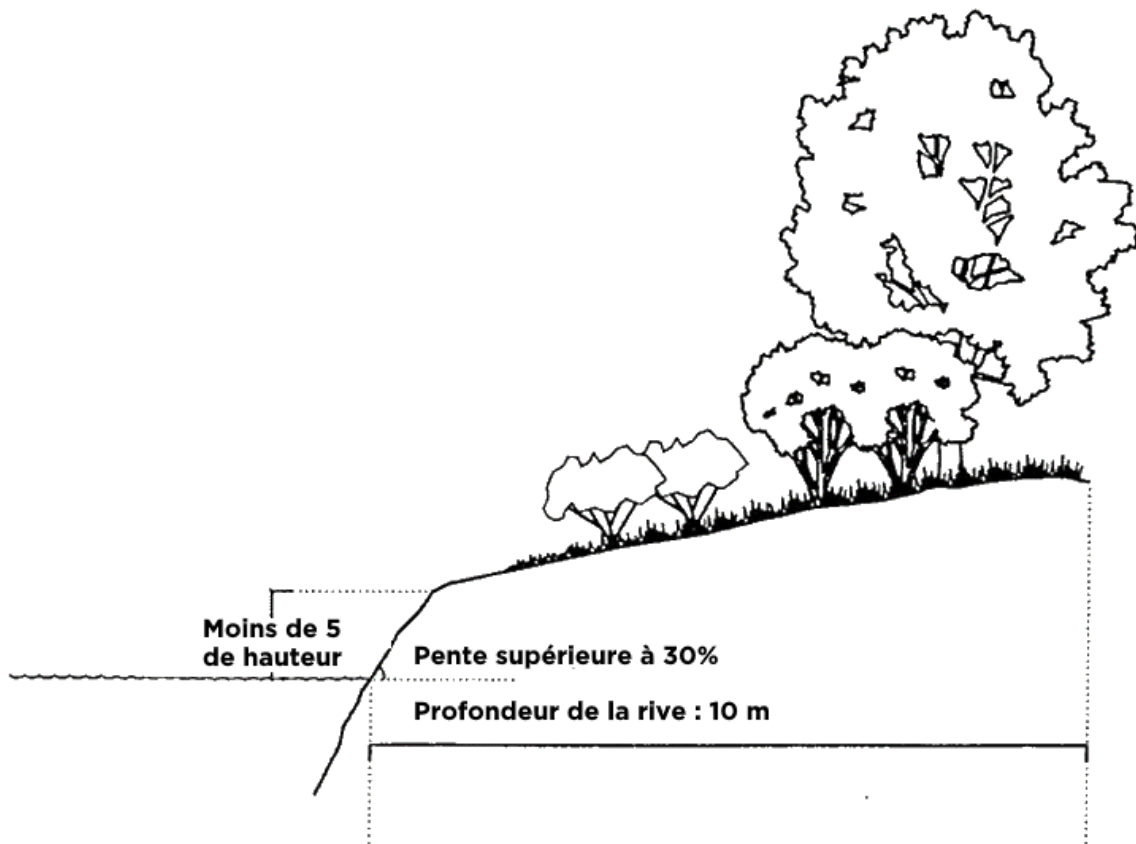 Moins de 5
de hauteur
Pente supérieure à 30%
Profondeur de la rive : 10 m